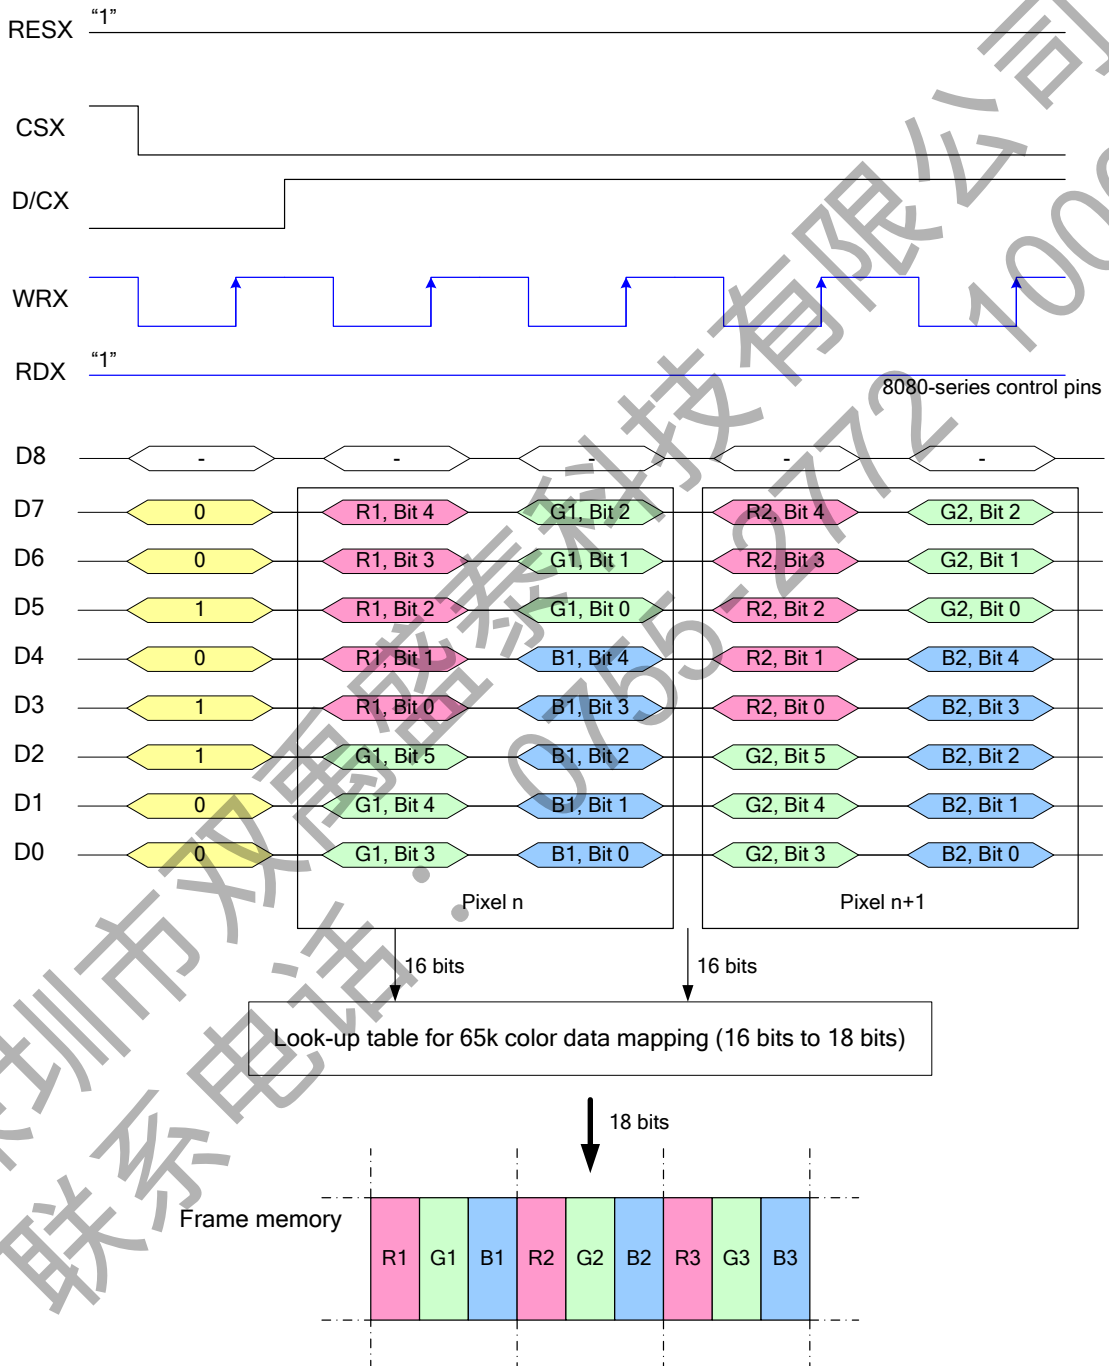 RESX "1"
CSX
D/CX
WRX
RDX "1"
8080-series control pins
D8 - - - - -
D7 0 R1, Bit 4 G1, Bit 2 R2, Bit 4 G2, Bit 2
D6 0 R1, Bit 3 G1, Bit 1 R2, Bit 3 G2, Bit 1
D5 1 R1, Bit 2 G1, Bit 0 R2, Bit 2 G2, Bit 0
D4 0 R1, Bit 1 B1, Bit 4 R2, Bit 1 B2, Bit 4
D3 1 R1, Bit 0 B1, Bit 3 R2, Bit 0 B2, Bit 3
D2 1 G1, Bit 5 B1, Bit 2 G2, Bit 5 B2, Bit 2
D1 0 G1, Bit 4 B1, Bit 1 G2, Bit 4 B2, Bit 1
D0 0 G1, Bit 3 B1, Bit 0 G2, Bit 3 B2, Bit 0
Pixel n Pixel n+1
16 bits 16 bits
Look-up table for 65k color data mapping (16 bits to 18 bits)
18 bits
Frame memory
R1 G1 B1 R2 G2 B2 R3 G3 B3
圳市双禹盛泰科技有限公司
联系电话：0755-2772 100